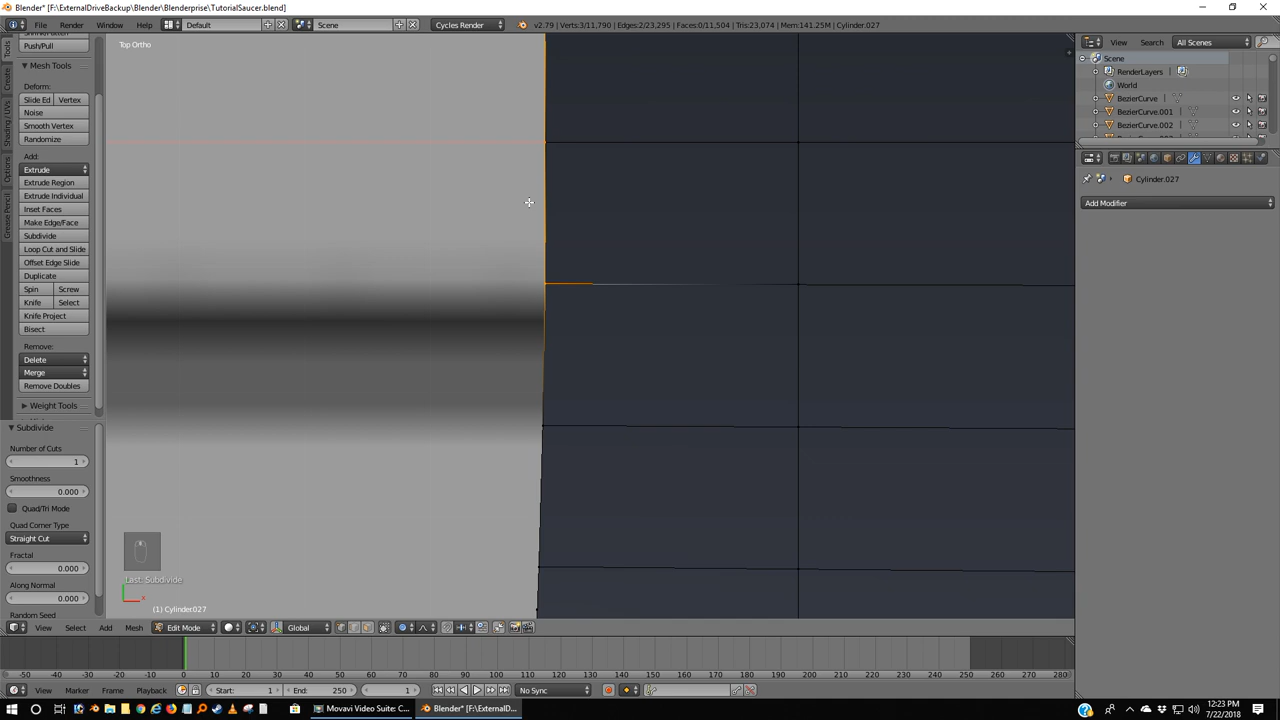 Blender* [F:\ExternalDriveBackup\Blender\Blenderprise\TutorialSaucer.blend]
File Render Window Help Default Scene Cycles Render v2.79 | Verts:3/11,790 | Edges:2/23,295 | Faces:0/11,504 | Tris:23,074 | Mem:141.25M | Cylinder.027
View Search All Scenes
Top Ortho
Push/Pull
Mesh Tools
Deform:
Slide Ed Vertex
Noise
Smooth Vertex
Randomize
Add:
Extrude
Extrude Region
Extrude Individual
Inset Faces
Make Edge/Face
Subdivide
Loop Cut and Slide
Offset Edge Slide
Duplicate
Spin Screw
Knife Select
Knife Project
Bisect
Remove:
Delete
Merge
Remove Doubles
Weight Tools
Subdivide
Number of Cuts
1
Smoothness
0.000
Quad/Tri Mode
Quad Corner Type
Straight Cut
Fractal
0.000
Along Normal
0.000
Random Seed
Tools
Create
Shading / UVs
Options
Grease Pencil
Last: Subdivide
(1) Cylinder.027
Scene
RenderLayers
World
BezierCurve
BezierCurve.001
BezierCurve.002
Cylinder.027
Add Modifier
View Select Add Mesh Edit Mode Global
-50 -40 -30 -20 -10 0 10 20 30 40 50 60 70 80 90 100 110 120 130 140 150 160 170 180 190 200 210 220 230 240 250 260 270 280
View Marker Frame Playback Start: 1 End: 250 1 No Sync
Movavi Video Suite: C...
Blender* [F:\ExternalD...
12:23 PM
7/22/2018